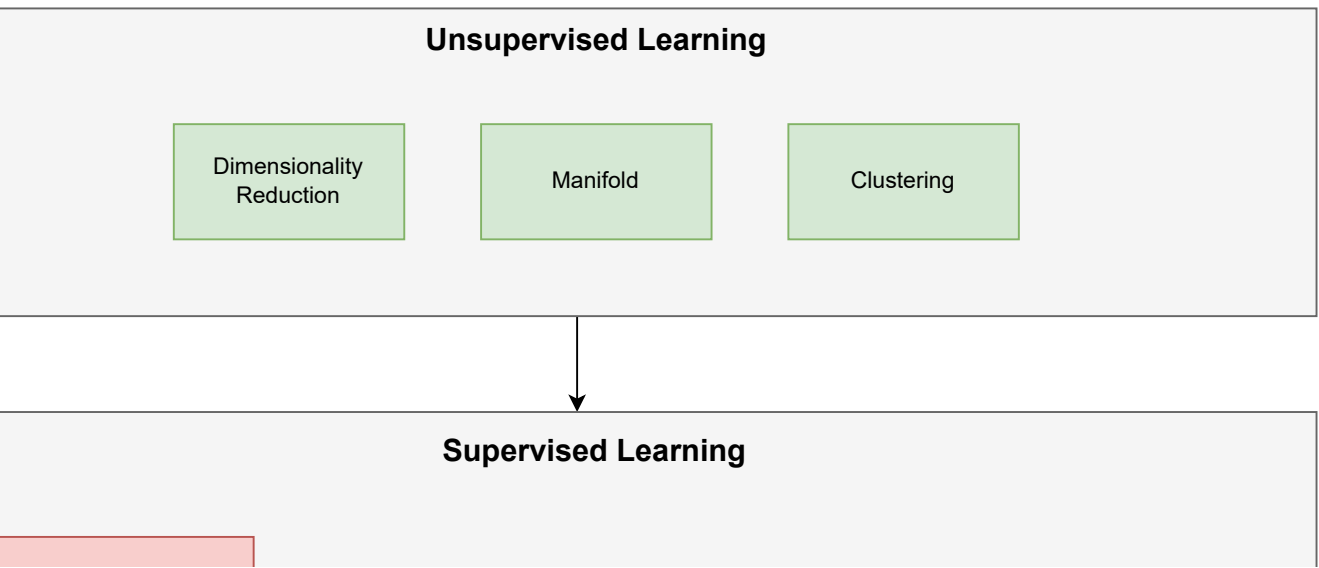 Unsupervised Learning
Dimensionality
Reduction
Manifold
Clustering
Supervised Learning